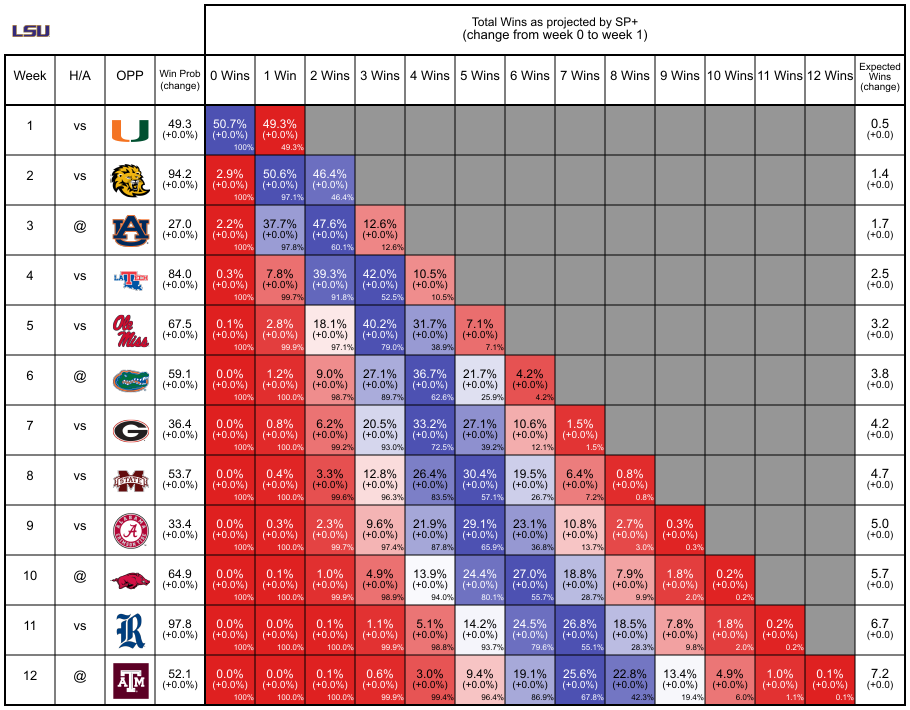 LSU
Total Wins as projected by SP+
(change from week 0 to week 1)
Week H/A OPP Win Prob (change) 0 Wins 1 Win 2 Wins 3 Wins 4 Wins 5 Wins 6 Wins 7 Wins 8 Wins 9 Wins 10 Wins 11 Wins 12 Wins Expected Wins (change)
1 vs U 49.3 50.7% 49.3% 0.5
(+0.0%) (+0.0%) (+0.0%) (+0.0)
100% 49.3%
2 vs 94.2 2.9% 50.6% 46.4% 1.4
(+0.0%) (+0.0%) (+0.0%) (+0.0%) (+0.0)
100% 97.1% 46.4%
3 @ AU 27.0 2.2% 37.7% 47.6% 12.6% 1.7
(+0.0%) (+0.0%) (+0.0%) (+0.0%) (+0.0%) (+0.0)
100% 97.8% 60.1% 12.6%
4 vs LA TECH 84.0 0.3% 7.8% 39.3% 42.0% 10.5% 2.5
(+0.0%) (+0.0%) (+0.0%) (+0.0%) (+0.0%) (+0.0%) (+0.0)
100% 99.7% 91.8% 52.5% 10.5%
5 vs Ole Miss 67.5 0.1% 2.8% 18.1% 40.2% 31.7% 7.1% 3.2
(+0.0%) (+0.0%) (+0.0%) (+0.0%) (+0.0%) (+0.0%) (+0.0%) (+0.0)
100% 99.9% 97.1% 79.0% 38.9% 7.1%
6 @ 59.1 0.0% 1.2% 9.0% 27.1% 36.7% 21.7% 4.2% 3.8
(+0.0%) (+0.0%) (+0.0%) (+0.0%) (+0.0%) (+0.0%) (+0.0%) (+0.0%) (+0.0)
100% 100.0% 98.7% 89.7% 62.6% 25.9% 4.2%
7 vs G 36.4 0.0% 0.8% 6.2% 20.5% 33.2% 27.1% 10.6% 1.5% 4.2
(+0.0%) (+0.0%) (+0.0%) (+0.0%) (+0.0%) (+0.0%) (+0.0%) (+0.0%) (+0.0%) (+0.0)
100% 100.0% 99.2% 93.0% 72.5% 39.2% 12.1% 1.5%
8 vs M STATE 53.7 0.0% 0.4% 3.3% 12.8% 26.4% 30.4% 19.5% 6.4% 0.8% 4.7
(+0.0%) (+0.0%) (+0.0%) (+0.0%) (+0.0%) (+0.0%) (+0.0%) (+0.0%) (+0.0%) (+0.0%) (+0.0)
100% 100.0% 99.6% 96.3% 83.5% 57.1% 26.7% 7.2% 0.8%
9 vs A 33.4 0.0% 0.3% 2.3% 9.6% 21.9% 29.1% 23.1% 10.8% 2.7% 0.3% 5.0
(+0.0%) (+0.0%) (+0.0%) (+0.0%) (+0.0%) (+0.0%) (+0.0%) (+0.0%) (+0.0%) (+0.0%) (+0.0%) (+0.0)
100% 100.0% 99.7% 97.4% 87.8% 65.9% 36.8% 13.7% 3.0% 0.3%
10 @ 64.9 0.0% 0.1% 1.0% 4.9% 13.9% 24.4% 27.0% 18.8% 7.9% 1.8% 0.2% 5.7
(+0.0%) (+0.0%) (+0.0%) (+0.0%) (+0.0%) (+0.0%) (+0.0%) (+0.0%) (+0.0%) (+0.0%) (+0.0%) (+0.0%) (+0.0)
100% 100.0% 99.9% 98.9% 94.0% 80.1% 55.7% 28.7% 9.9% 2.0% 0.2%
11 vs R 97.8 0.0% 0.0% 0.1% 1.1% 5.1% 14.2% 24.5% 26.8% 18.5% 7.8% 1.8% 0.2% 6.7
(+0.0%) (+0.0%) (+0.0%) (+0.0%) (+0.0%) (+0.0%) (+0.0%) (+0.0%) (+0.0%) (+0.0%) (+0.0%) (+0.0%) (+0.0%) (+0.0)
100% 100.0% 100.0% 99.9% 98.8% 93.7% 79.6% 55.1% 28.3% 9.8% 2.0% 0.2%
12 @ ATM 52.1 0.0% 0.0% 0.1% 0.6% 3.0% 9.4% 19.1% 25.6% 22.8% 13.4% 4.9% 1.0% 0.1% 7.2
(+0.0%) (+0.0%) (+0.0%) (+0.0%) (+0.0%) (+0.0%) (+0.0%) (+0.0%) (+0.0%) (+0.0%) (+0.0%) (+0.0%) (+0.0%) (+0.0%) (+0.0)
100% 100.0% 100.0% 99.9% 99.4% 96.4% 86.9% 67.8% 42.3% 19.4% 6.0% 1.1% 0.1%